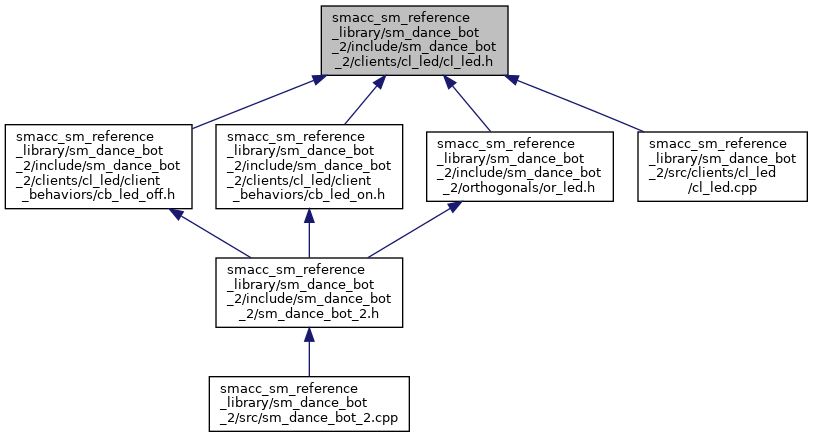 smacc_sm_reference
_library/sm_dance_bot
_2/include/sm_dance_bot
_2/clients/cl_led/cl_led.h
smacc_sm_reference
_library/sm_dance_bot
_2/include/sm_dance_bot
_2/clients/cl_led/client
_behaviors/cb_led_off.h
smacc_sm_reference
_library/sm_dance_bot
_2/include/sm_dance_bot
_2/clients/cl_led/client
_behaviors/cb_led_on.h
smacc_sm_reference
_library/sm_dance_bot
_2/include/sm_dance_bot
_2/orthogonals/or_led.h
smacc_sm_reference
_library/sm_dance_bot
_2/src/clients/cl_led
/cl_led.cpp
smacc_sm_reference
_library/sm_dance_bot
_2/include/sm_dance_bot
_2/sm_dance_bot_2.h
smacc_sm_reference
_library/sm_dance_bot
_2/src/sm_dance_bot_2.cpp